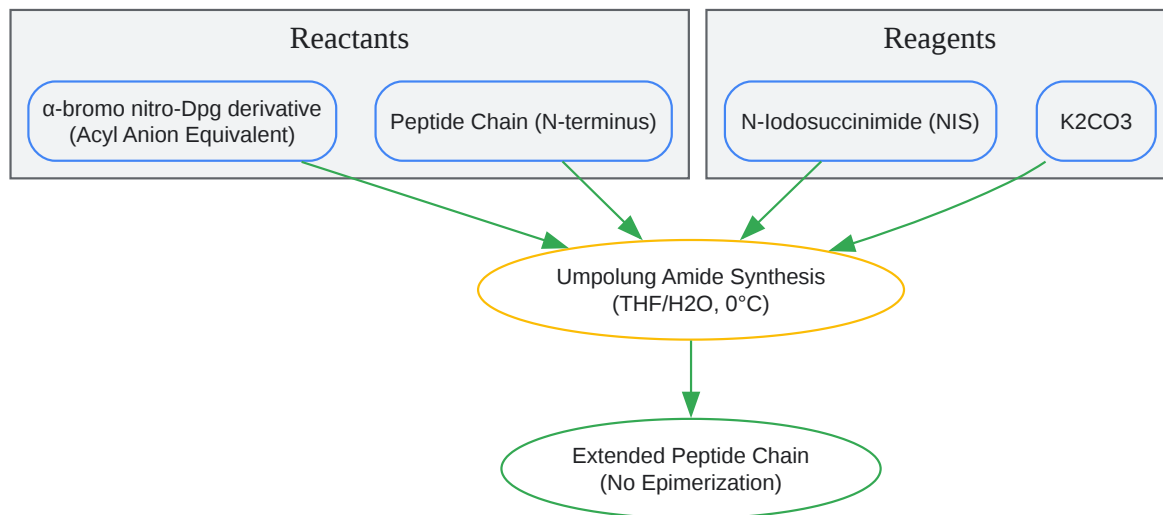 Reactants
Reagents
α-bromo nitro-Dpg derivative
(Acyl Anion Equivalent)
Peptide Chain (N-terminus)
N-Iodosuccinimide (NIS)
K2CO3
Umpolung Amide Synthesis
(THF/H2O, 0°C)
Extended Peptide Chain
(No Epimerization)